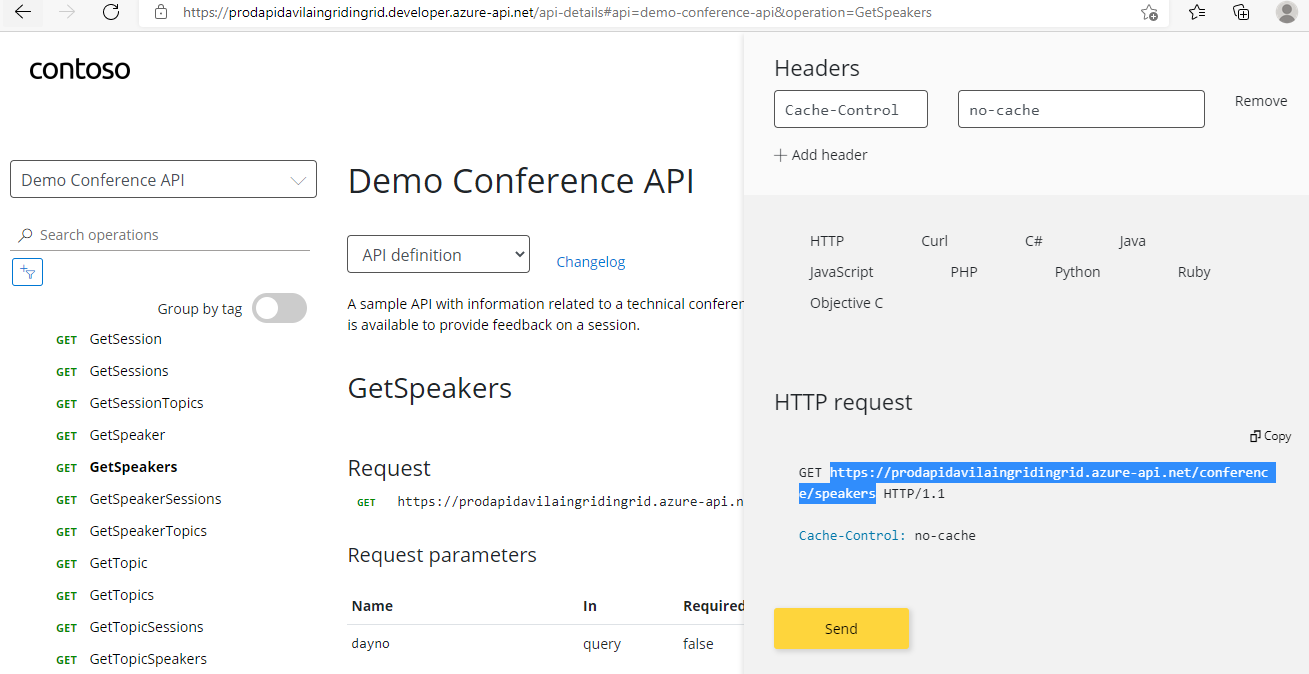 https://prodapidavilaingridingrid.developer.azure-api.net/api-details#api=demo-conference-api&operation=GetSpeakers
contoso
Demo Conference API
Search operations
Group by tag
GET GetSession
GET GetSessions
GET GetSessionTopics
GET GetSpeaker
GET GetSpeakers
GET GetSpeakerSessions
GET GetSpeakerTopics
GET GetTopic
GET GetTopics
GET GetTopicSessions
GET GetTopicSpeakers
Demo Conference API
API definition
Changelog
A sample API with information related to a technical conferer
is available to provide feedback on a session.
GetSpeakers
Request
GET https://prodapidavilaingridingrid.azure-api.n
Request parameters
Name In Required
dayno query false
Headers
Cache-Control no-cache Remove
Add header
HTTP Curl C# Java
JavaScript PHP Python Ruby
Objective C
HTTP request
Copy
GET https://prodapidavilaingridingrid.azure-api.net/conferenc
e/speakers HTTP/1.1
Cache-Control: no-cache
Send